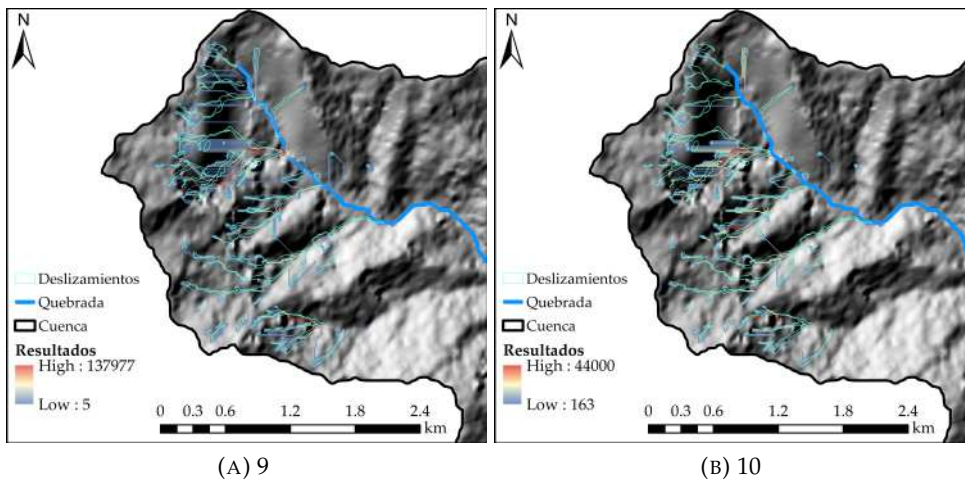 N
Deslizamientos
Quebrada
Cuenca
Resultados
High : 137977
Low : 5
0 0.3 0.6 1.2 1.8 2.4
km
(A) 9
N
Deslizamientos
Quebrada
Cuenca
Resultados
High : 44000
Low : 163
0 0.3 0.6 1.2 1.8 2.4
km
(B) 10